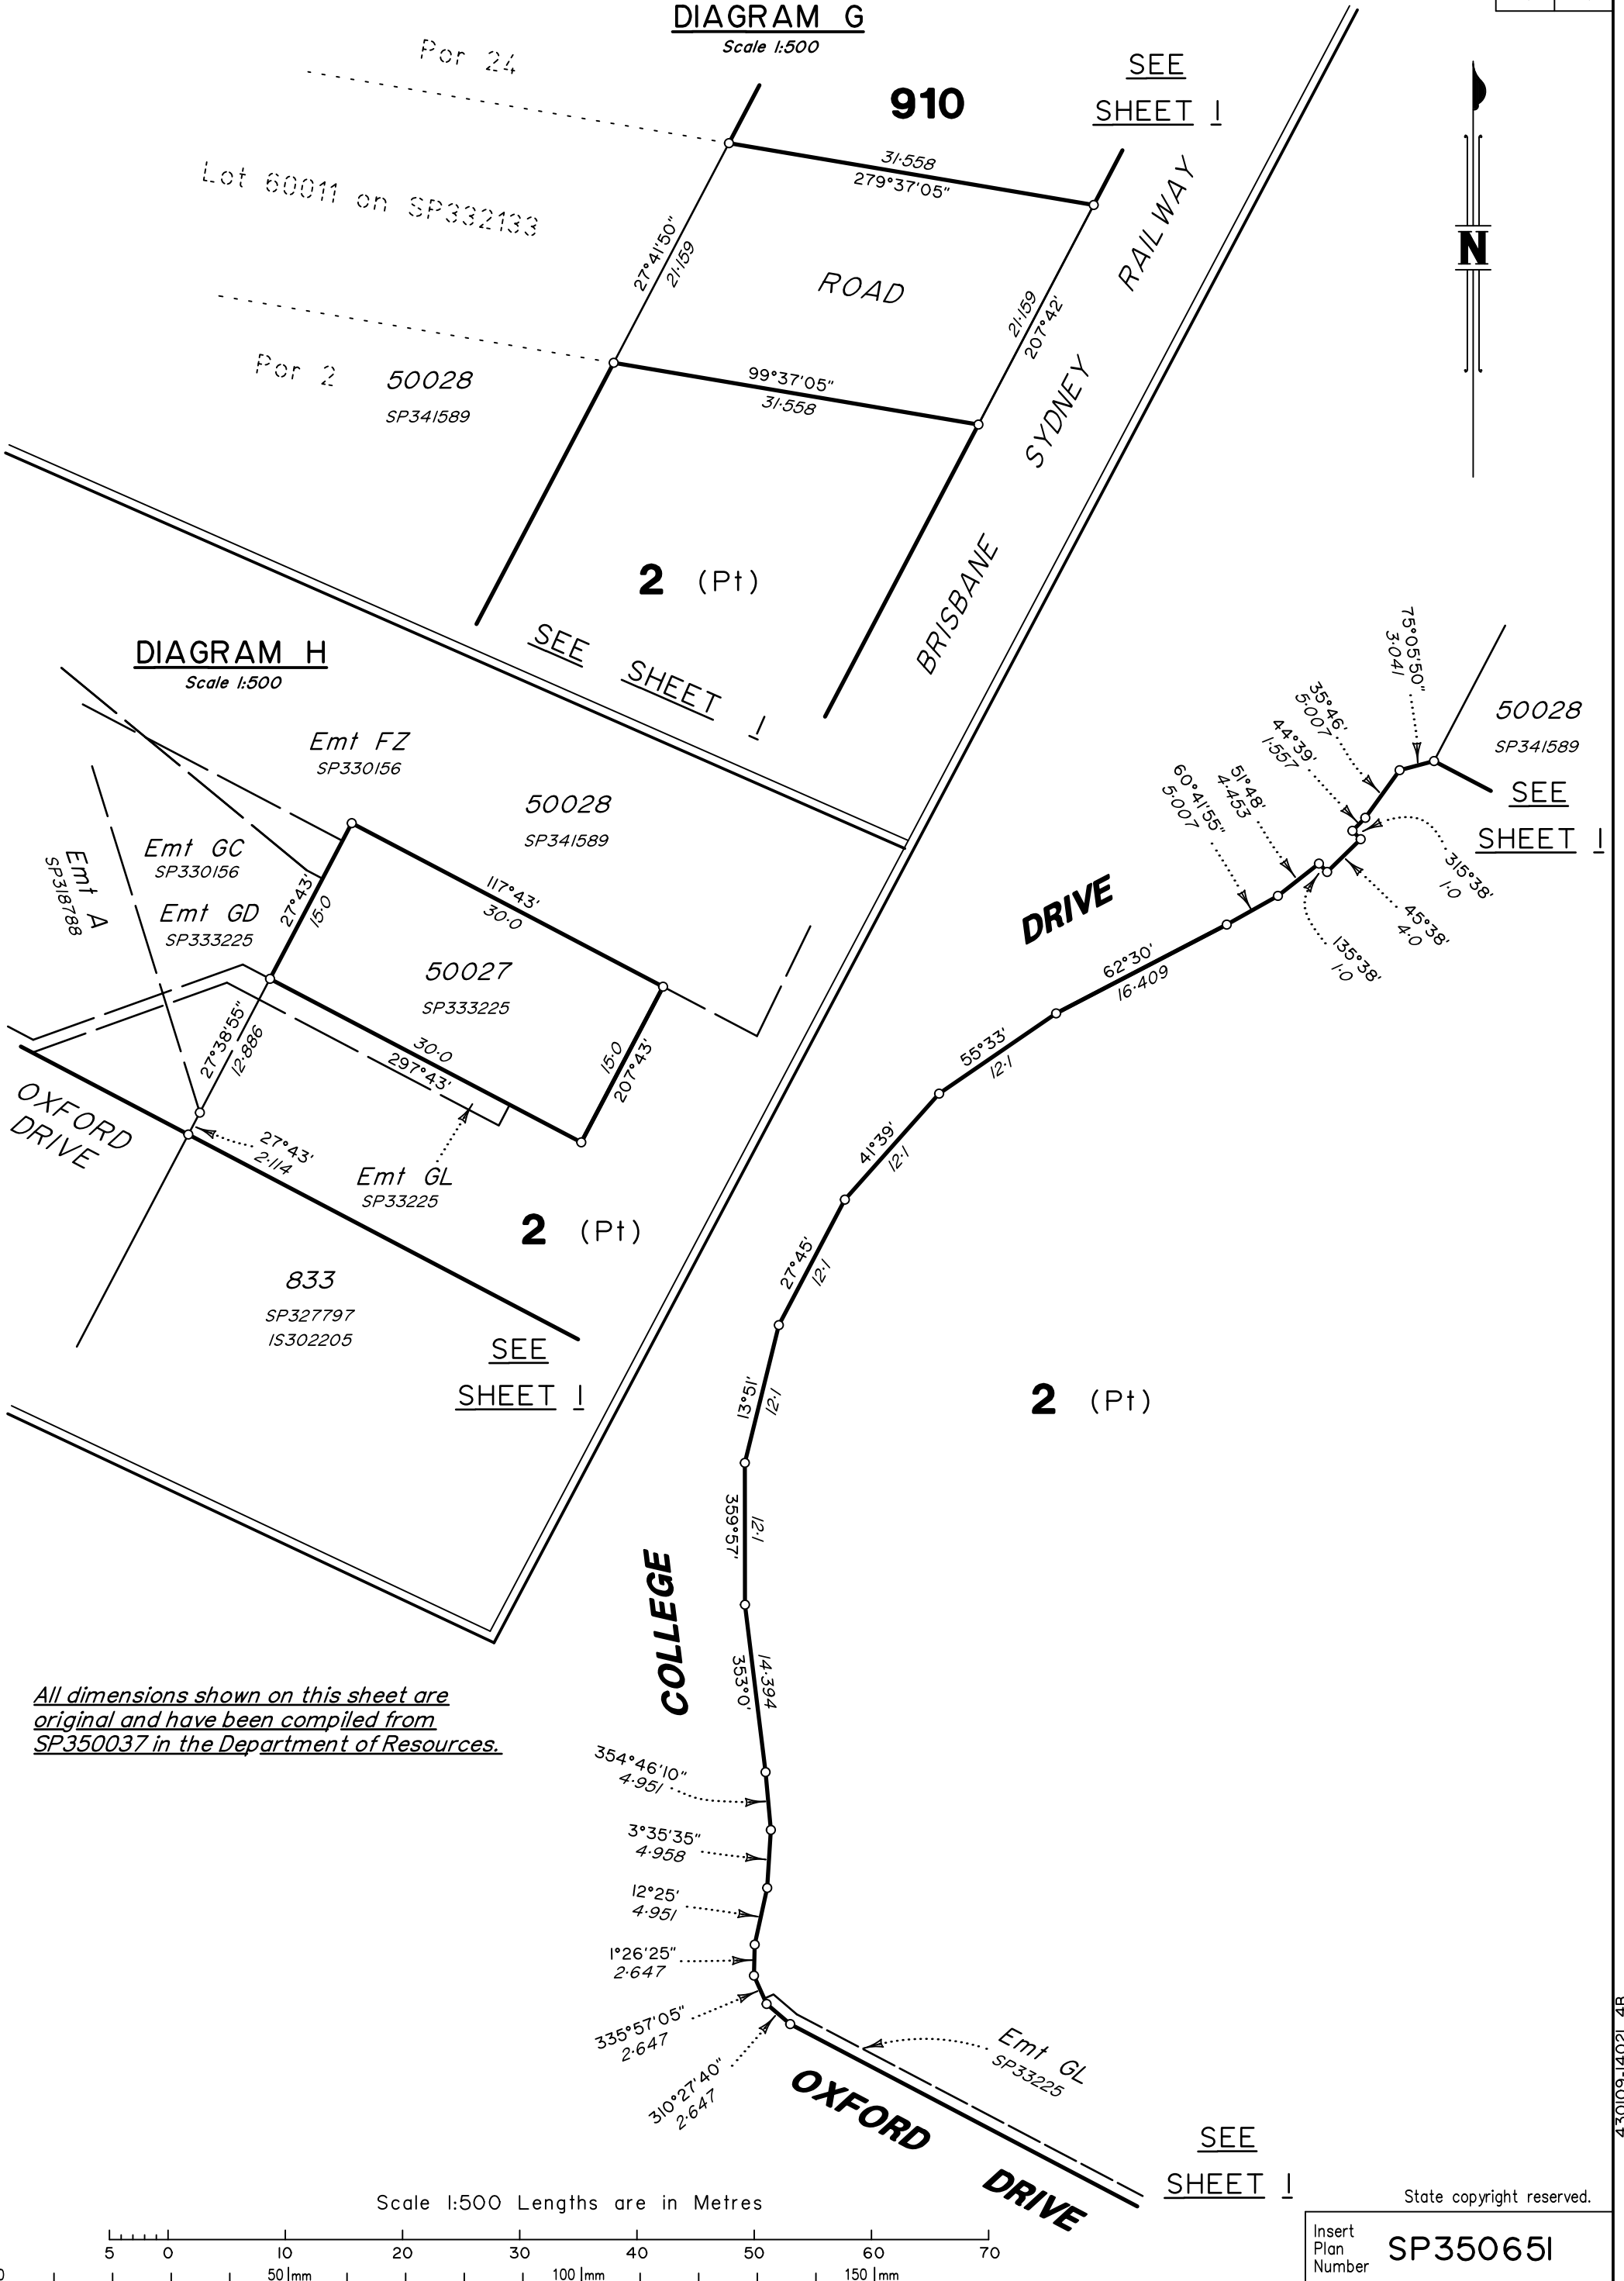 DIAGRAM G
Scale 1:500
Por 24
910
SEE
SHEET 1
31·558
279°37'05"
Lot 60011 on SP332133
27°41'50"
21·159
ROAD
21·159
207°42'
99°37'05"
31·558
Por 2
50028
SP341589
BRISBANE SYDNEY RAILWAY
2 (Pt)
SEE SHEET 1
N
DIAGRAM H
Scale 1:500
Emt FZ
SP330156
50028
SP341589
Emt GC
SP330156
Emt A
SP318788
Emt GD
SP333225
27°43'
15·0
117°43'
30·0
50027
SP333225
27°38'55"
12·886
30·0
297°43'
15·0
207°43'
OXFORD
DRIVE
27°43'
2·114
Emt GL
SP33225
2 (Pt)
833
SP327797
IS302205
SEE
SHEET 1
75°05'50"
3·041
35°46'
5·007
44°39'
1·557
51°48'
4·453
60°41'55"
5·007
50028
SP341589
SEE
SHEET 1
315°38'
1·0
45°38'
4·0
135°38'
1·0
DRIVE
62°30'
16·409
55°33'
12·1
41°39'
12·1
27°45'
12·1
13°51'
12·1
2 (Pt)
359°57'
12·1
COLLEGE
353°0'
14·394
All dimensions shown on this sheet are
original and have been compiled from
SP350037 in the Department of Resources.
354°46'10"
4·951
3°35'35"
4·958
12°25'
4·951
1°26'25"
2·647
335°57'05"
2·647
310°27'40"
2·647
Emt GL
SP33225
OXFORD DRIVE
SEE
SHEET 1
Scale 1:500 Lengths are in Metres
5 0 10 20 30 40 50 60 70
50 mm 100 mm 150 mm
State copyright reserved.
Insert
Plan
Number
SP350651